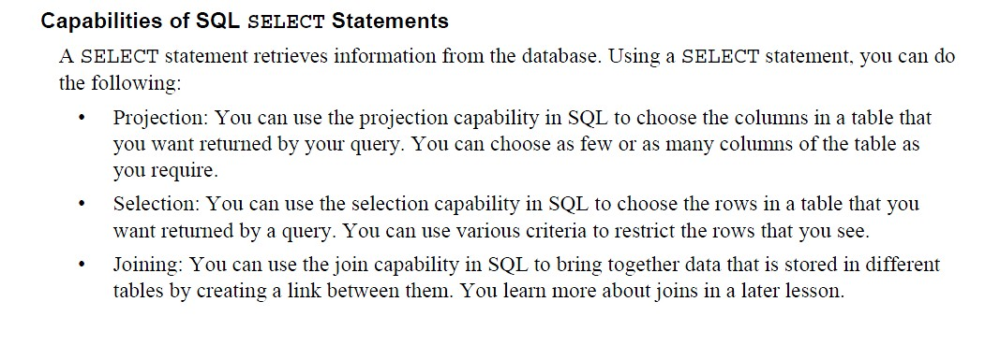 Capabilities of SQL SELECT Statements
A SELECT statement retrieves information from the database. Using a SELECT statement, you can do
the following:
• Projection: You can use the projection capability in SQL to choose the columns in a table that
you want returned by your query. You can choose as few or as many columns of the table as
you require.
• Selection: You can use the selection capability in SQL to choose the rows in a table that you
want returned by a query. You can use various criteria to restrict the rows that you see.
• Joining: You can use the join capability in SQL to bring together data that is stored in different
tables by creating a link between them. You learn more about joins in a later lesson.